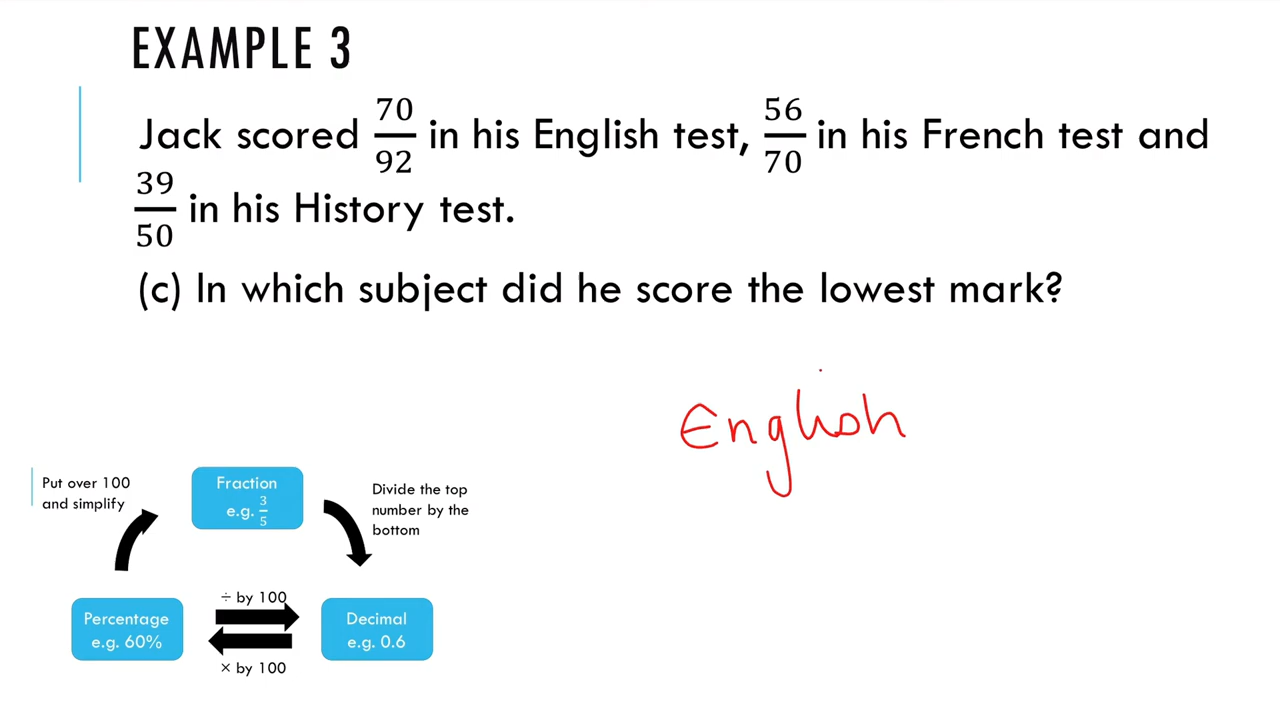 EXAMPLE 3
Jack scored 70/92 in his English test, 56/70 in his French test and
39/50 in his History test.
(c) In which subject did he score the lowest mark?
English
Put over 100
and simplify
Fraction
e.g. 3/5
Divide the top
number by the
bottom
Percentage
e.g. 60%
÷ by 100
× by 100
Decimal
e.g. 0.6